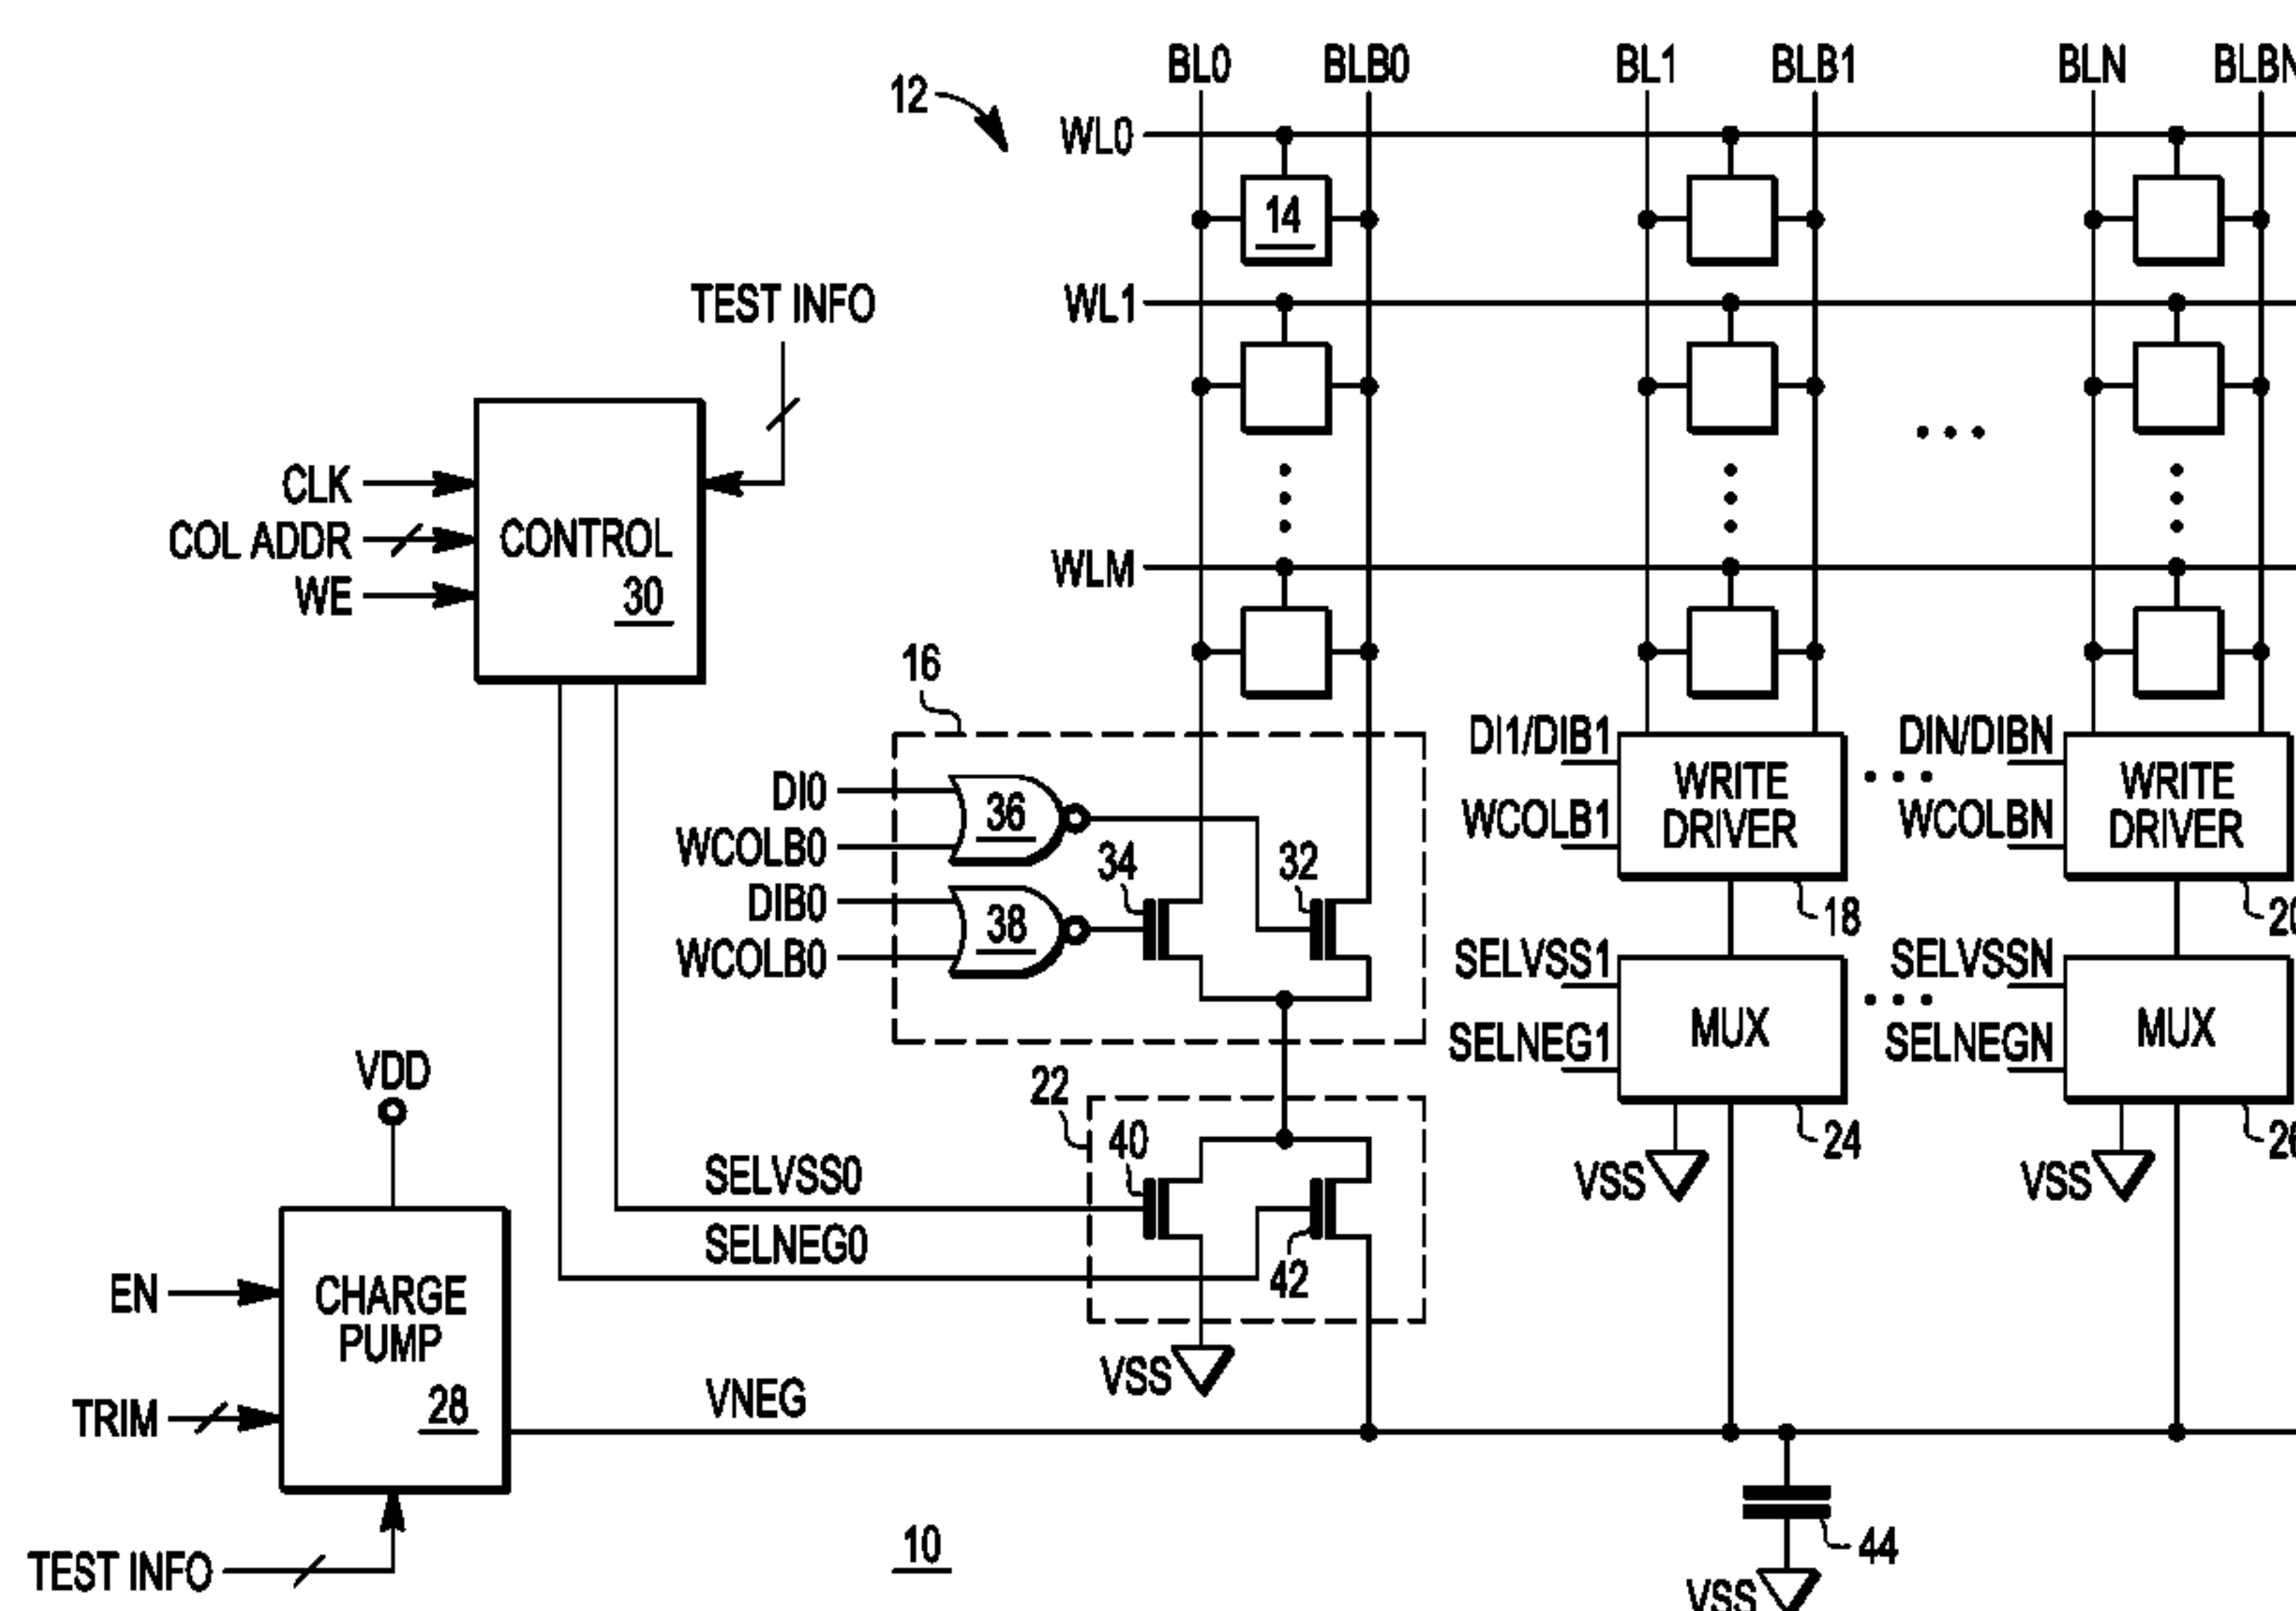 BL0 BLB0 BL1 BLB1 BLN BLBN
12
WL0
14
WL1
TEST INFO
CLK
COL ADDR
WE
CONTROL
30
WLM
16
DI0
WCOLB0
DIB0
WCOLB0
36
38
34
32
DI1/DIB1
WCOLB1
WRITE
DRIVER
18
DIN/DIBN
WCOLBN
WRITE
DRIVER
SELVSS1
SELNEG1
MUX
24
VSS
SELVSSN
SELNEGN
MUX
VSS
22
40
42
SELVSS0
SELNEG0
VSS
VDD
EN
TRIM
CHARGE
PUMP
28
VNEG
TEST INFO
10
44
VSS